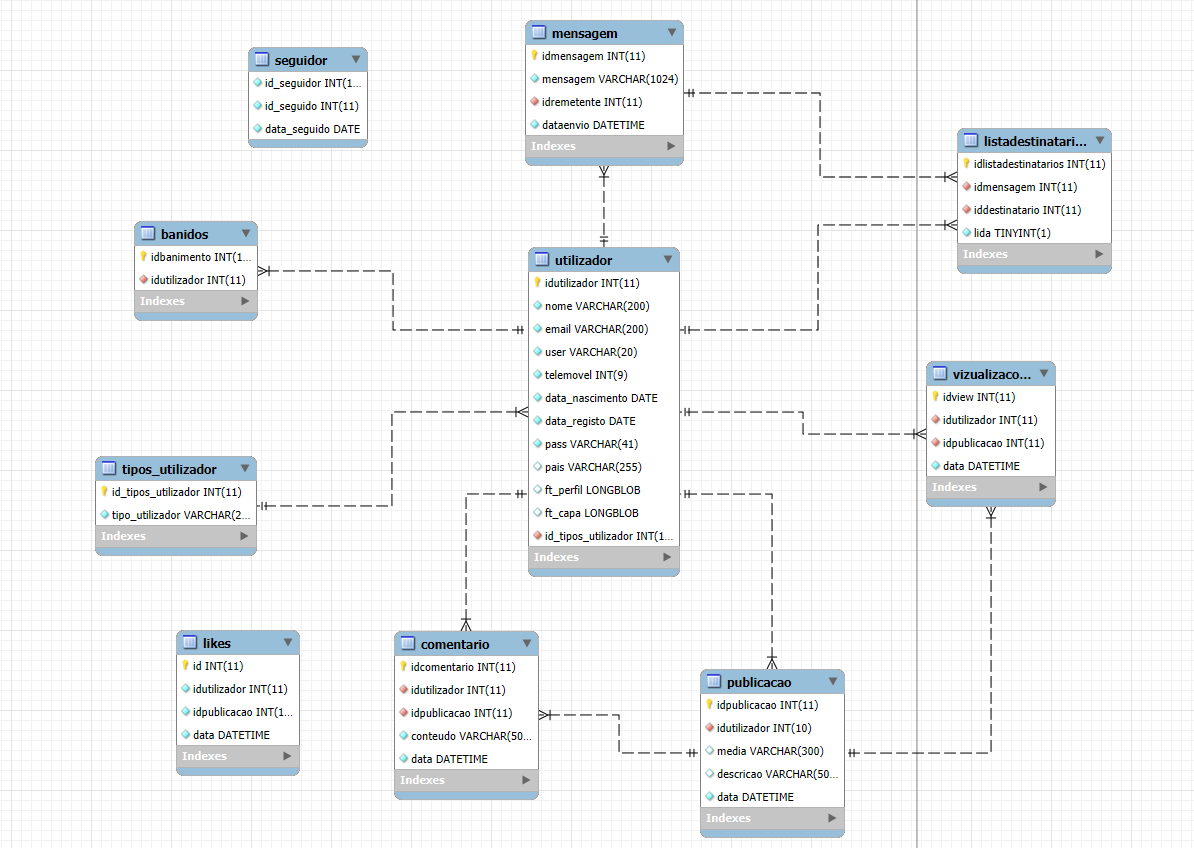 seguidor
id_seguidor INT(1...
id_seguido INT(11)
data_seguido DATE
mensagem
idmensagem INT(11)
mensagem VARCHAR(1024)
idremetente INT(11)
dataenvio DATETIME
Indexes
listadestinatari...
idlistadestinatarios INT(11)
idmensagem INT(11)
iddestinatario INT(11)
lida TINYINT(1)
Indexes
banidos
idbanimento INT(1...
idutilizador INT(11)
Indexes
utilizador
idutilizador INT(11)
nome VARCHAR(200)
email VARCHAR(200)
user VARCHAR(20)
telemovel INT(9)
data_nascimento DATE
data_registo DATE
pass VARCHAR(41)
pais VARCHAR(255)
ft_perfil LONGBLOB
ft_capa LONGBLOB
id_tipos_utilizador INT(1...
Indexes
vizualizaco...
idview INT(11)
idutilizador INT(11)
idpublicacao INT(11)
data DATETIME
Indexes
tipos_utilizador
id_tipos_utilizador INT(11)
tipo_utilizador VARCHAR(2...
Indexes
likes
id INT(11)
idutilizador INT(11)
idpublicacao INT(1...
data DATETIME
Indexes
comentario
idcomentario INT(11)
idutilizador INT(11)
idpublicacao INT(11)
conteudo VARCHAR(50...
data DATETIME
Indexes
publicacao
idpublicacao INT(11)
idutilizador INT(10)
media VARCHAR(300)
descricao VARCHAR(50...
data DATETIME
Indexes